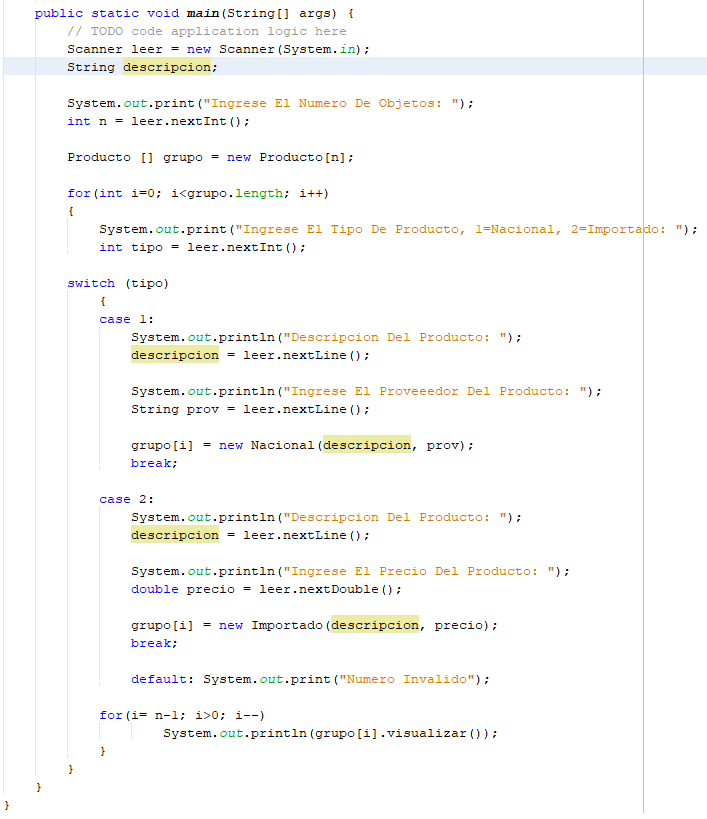 public static void main(String[] args) {
// TODO code application logic here
Scanner leer = new Scanner(System.in);
String descripcion;
System.out.print("Ingrese El Numero De Objetos: ");
int n = leer.nextInt();
Producto [] grupo = new Producto[n];
for(int i=0; i<grupo.length; i++)
{
System.out.print("Ingrese El Tipo De Producto, 1=Nacional, 2=Importado: ");
int tipo = leer.nextInt();
switch (tipo)
{
case 1:
System.out.println("Descripcion Del Producto: ");
descripcion = leer.nextLine();
System.out.println("Ingrese El Proveeedor Del Producto: ");
String prov = leer.nextLine();
grupo[i] = new Nacional(descripcion, prov);
break;
case 2:
System.out.println("Descripcion Del Producto: ");
descripcion = leer.nextLine();
System.out.println("Ingrese El Precio Del Producto: ");
double precio = leer.nextDouble();
grupo[i] = new Importado(descripcion, precio);
break;
default: System.out.print("Numero Invalido");
for(i= n-1; i>0; i--)
System.out.println(grupo[i].visualizar());
}
}
}
}